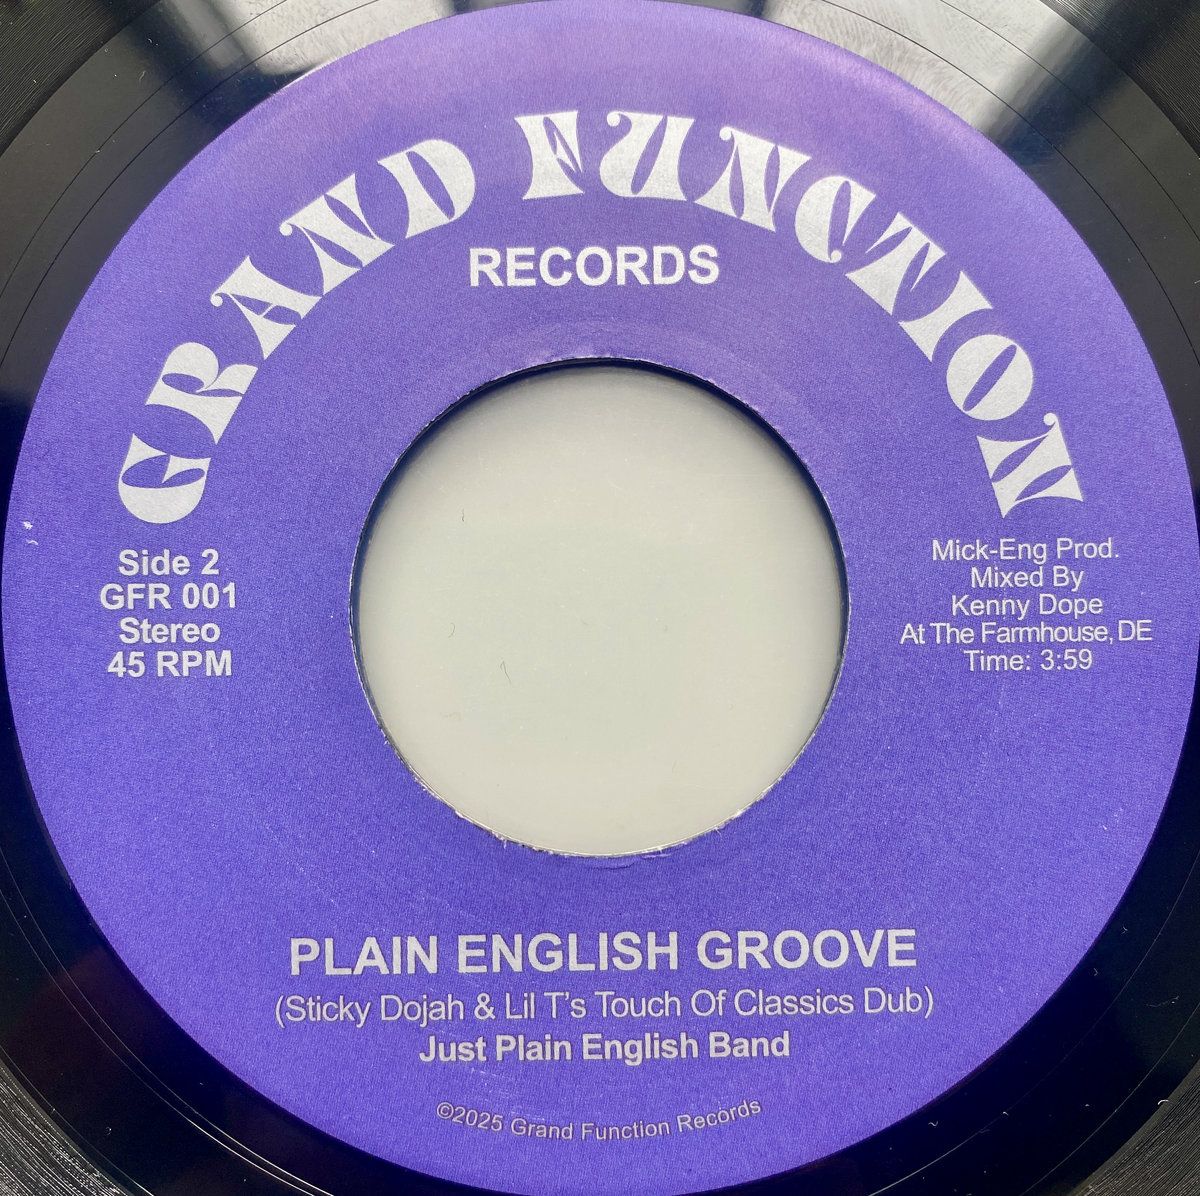 GRAND FUNCTION
RECORDS
Side 2
GFR 001
Stereo
45 RPM
Mick-Eng Prod.
Mixed By
Kenny Dope
At The Farmhouse, DE
Time: 3:59
PLAIN ENGLISH GROOVE
(Sticky Dojah & Lil T's Touch Of Classics Dub)
Just Plain English Band
©2025 Grand Function Records